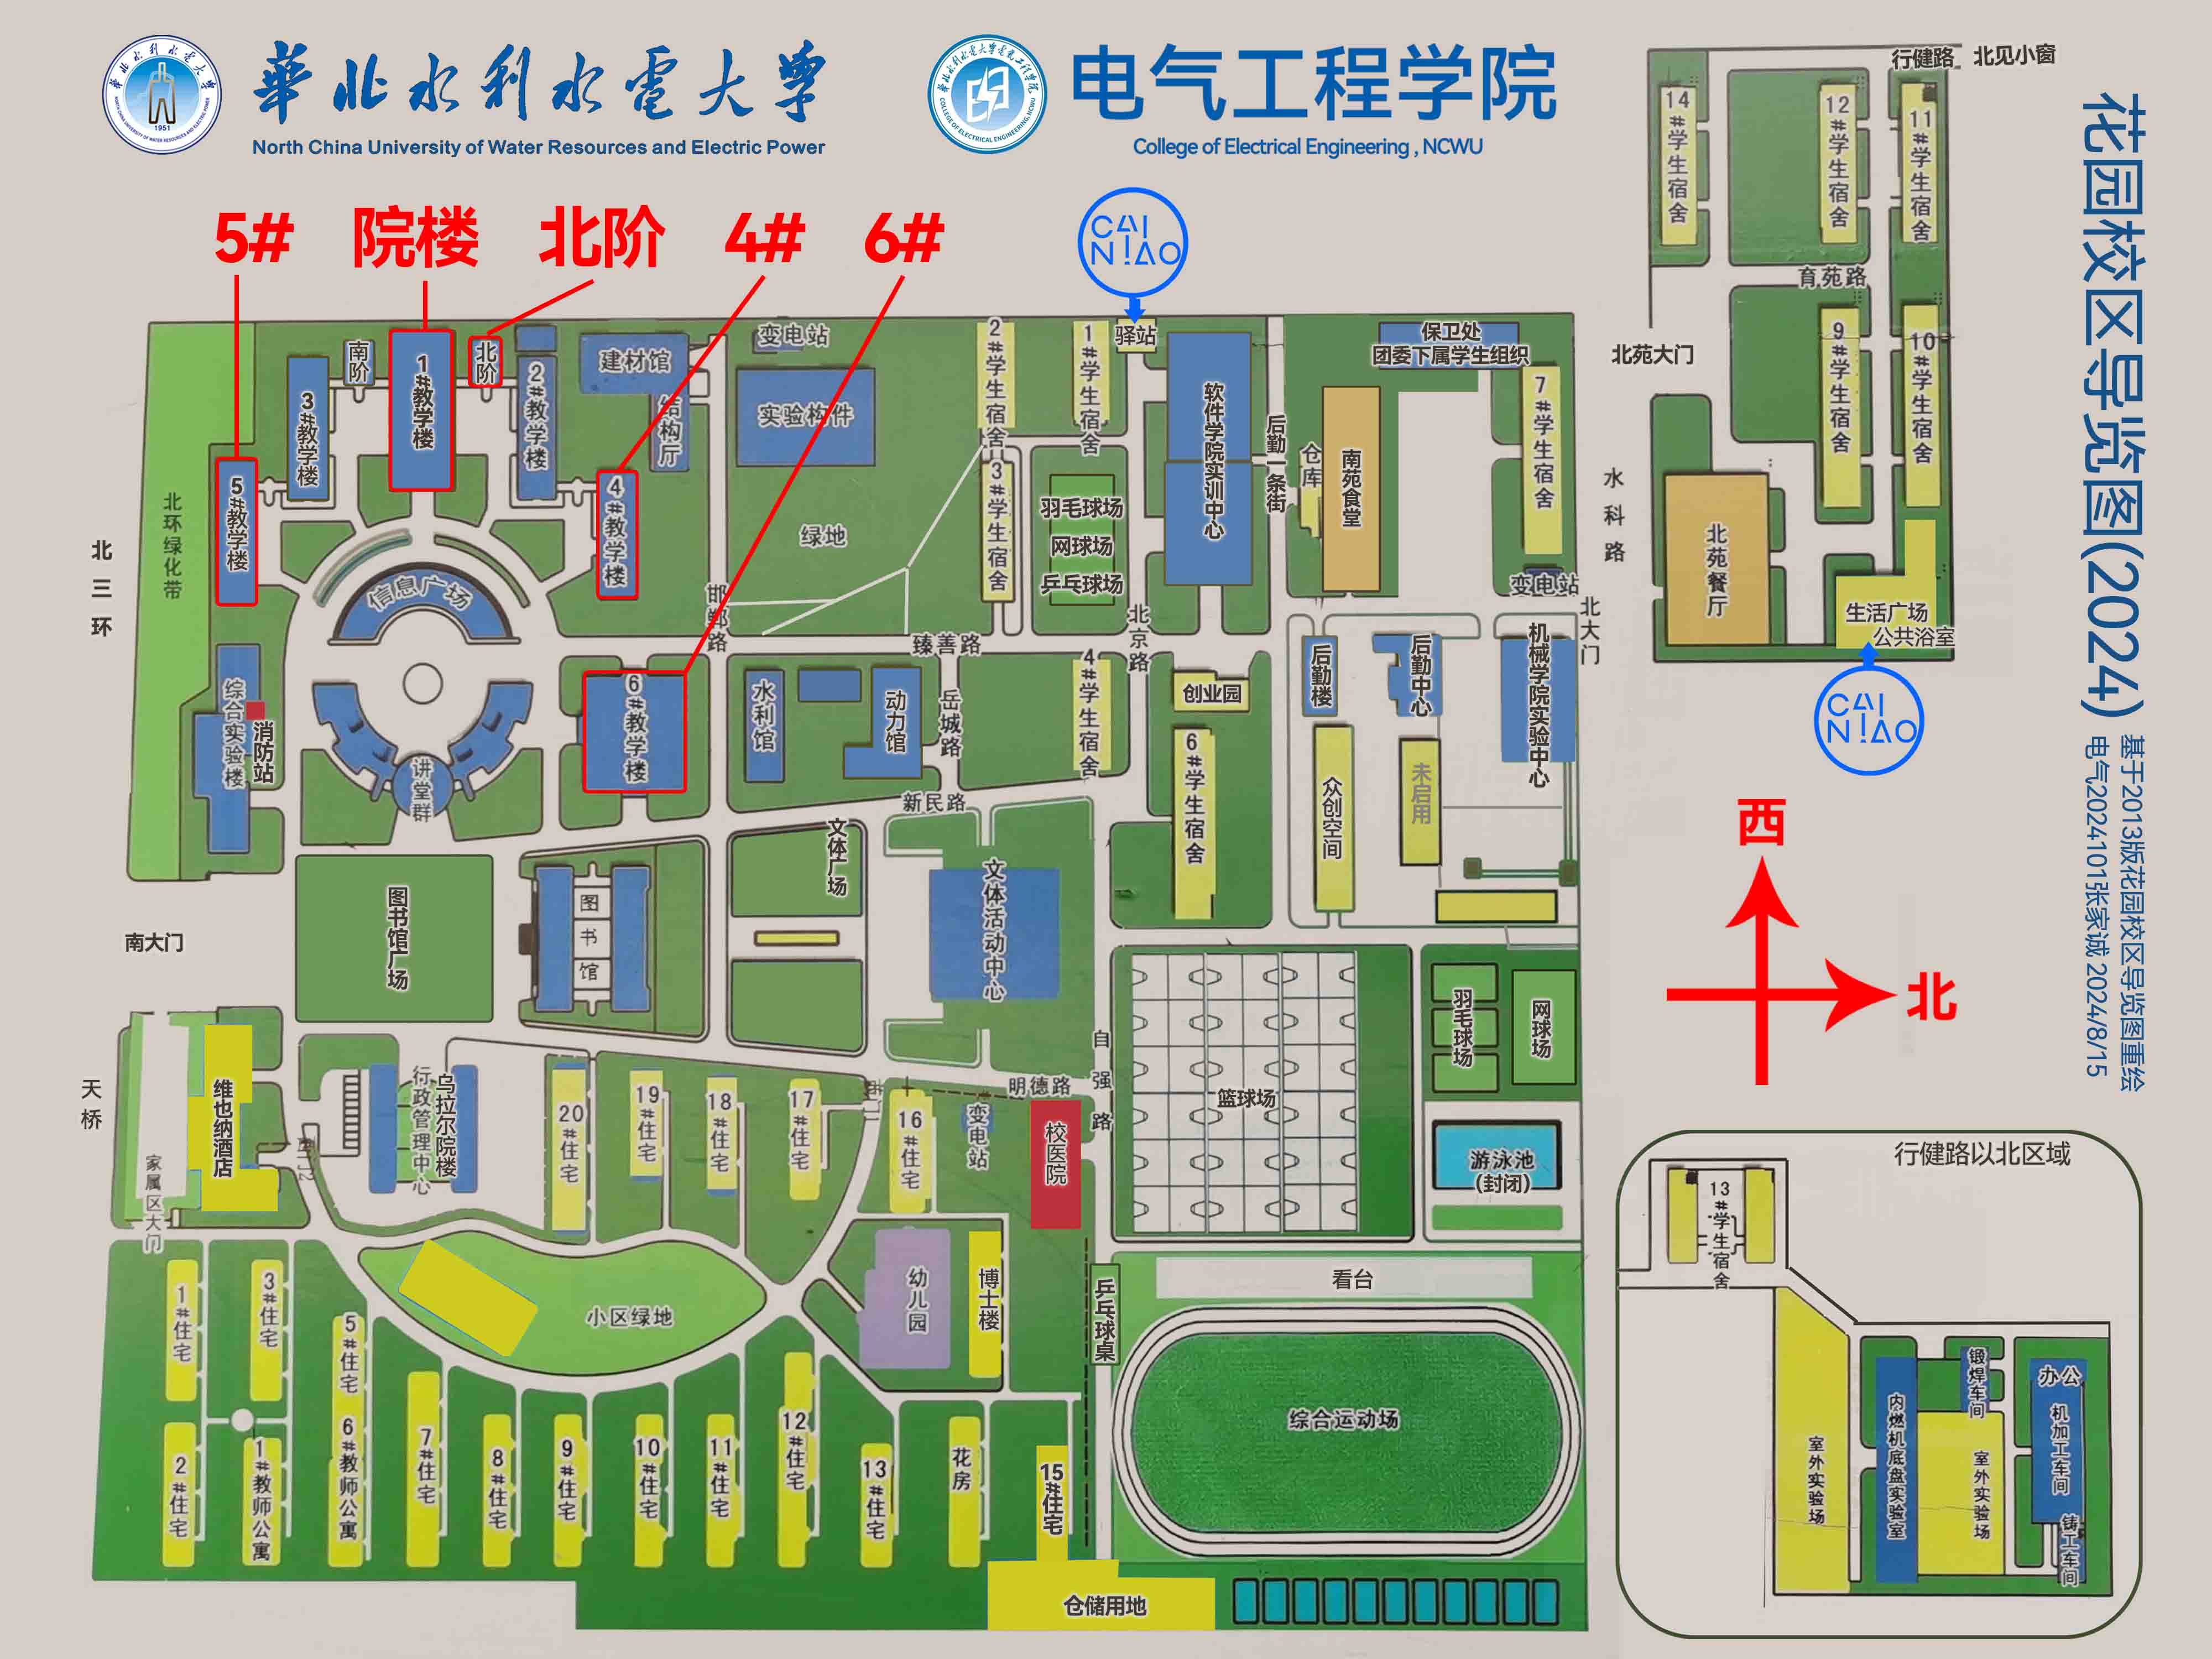 華北水利水電大學
North China University of Water Resources and Electric Power
电气工程学院
College of Electrical Engineering , NCWU
花园校区导览图(2024)
基于2013版花园校区导览图重绘
电气2024101张家诚 2024/8/15
5#
院楼
北阶
4#
6#
CAI
NIAO
行健路
北见小窗
14#学生宿舍
12#学生宿舍
11#学生宿舍
育苑路
9#学生宿舍
10#学生宿舍
北苑大门
水科路
北苑餐厅
生活广场
公共浴室
CAI
NIAO
北三环
北环绿化带
南阶
1#教学楼
北阶
2#教学楼
3#教学楼
5#教学楼
4#教学楼
建材馆
结构厅
变电站
实验构件
绿地
2#学生宿舍
1#学生宿舍
驿站
3#学生宿舍
羽毛球场
网球场
乒乓球场
软件学院实训中心
后勤一条街
仓库
南苑食堂
保卫处
团委下属学生组织
7#学生宿舍
变电站
北大门
信息广场
邯郸路
臻善路
北京路
综合实验楼
消防站
讲堂群
6#教学楼
水利馆
动力馆
岳城路
4#学生宿舍
创业园
6#学生宿舍
后勤楼
后勤中心
机械学院实验中心
众创空间
未启用
新民路
南大门
图书馆广场
图书馆
文体广场
文体活动中心
自强路
篮球场
羽毛球场
网球场
游泳池
(封闭)
西
北
天桥
维也纳酒店
家属区大门
行政管理中心
乌拉尔院楼
20#住宅
19#住宅
18#住宅
17#住宅
16#住宅
变电站
明德路
校医院
幼儿园
博士楼
乒乓球桌
看台
综合运动场
小区绿地
1#住宅
3#住宅
5#住宅
2#住宅
1#教师公寓
6#教师公寓
7#住宅
8#住宅
9#住宅
10#住宅
11#住宅
12#住宅
13#住宅
花房
15#住宅
仓储用地
行健路以北区域
13#学生宿舍
室外实验场
内燃机底盘实验室
锻焊车间
室外实验场
办公
机加工车间
铸工车间